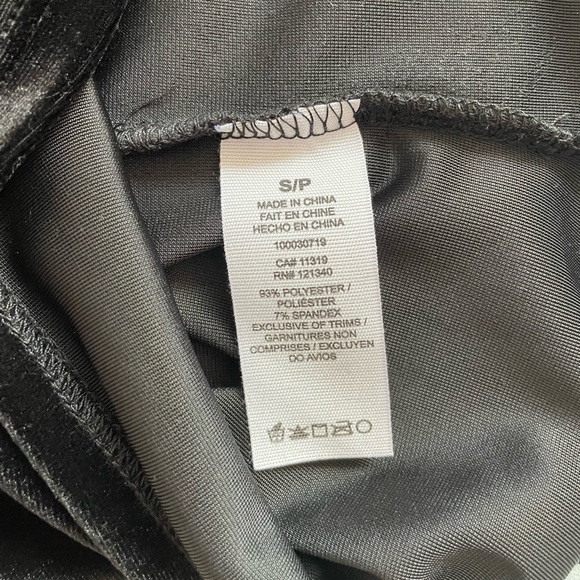 S/P
MADE IN CHINA
FAIT EN CHINE
HECHO EN CHINA
100030719
CA# 11319
RN# 121340
93% POLYESTER /
POLIÉSTER
7% SPANDEX
EXCLUSIVE OF TRIMS /
GARNITURES NON
COMPRISES / EXCLUYEN
DO AVIOS